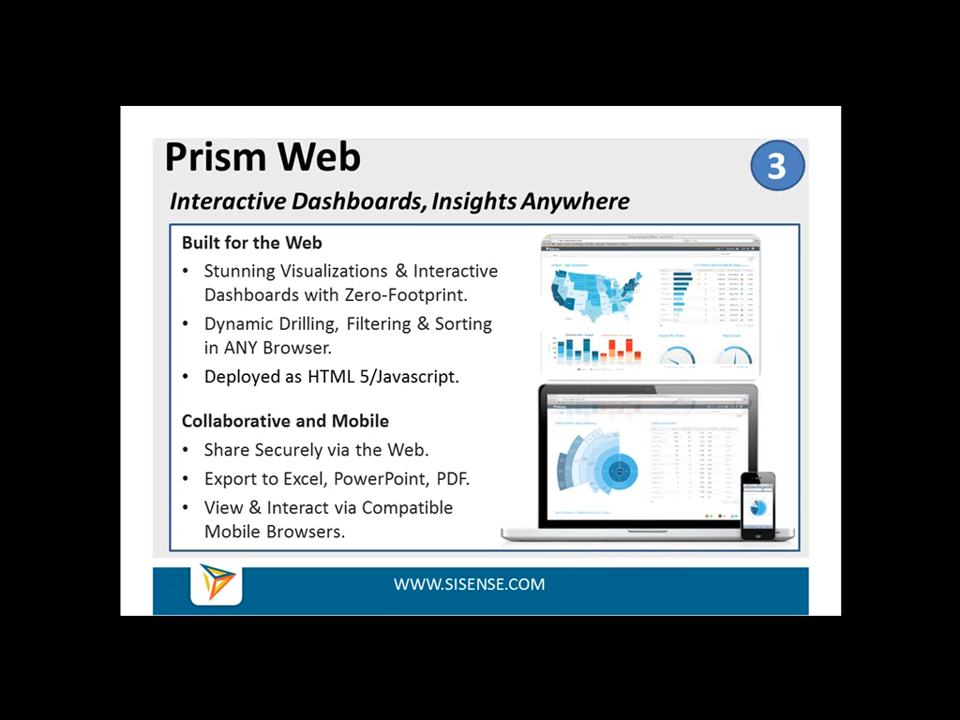 Prism Web
3
Interactive Dashboards, Insights Anywhere
Built for the Web
• Stunning Visualizations & Interactive
Dashboards with Zero-Footprint.
• Dynamic Drilling, Filtering & Sorting
in ANY Browser.
• Deployed as HTML 5/Javascript.
Collaborative and Mobile
• Share Securely via the Web.
• Export to Excel, PowerPoint, PDF.
• View & Interact via Compatible
Mobile Browsers.
WWW.SISENSE.COM